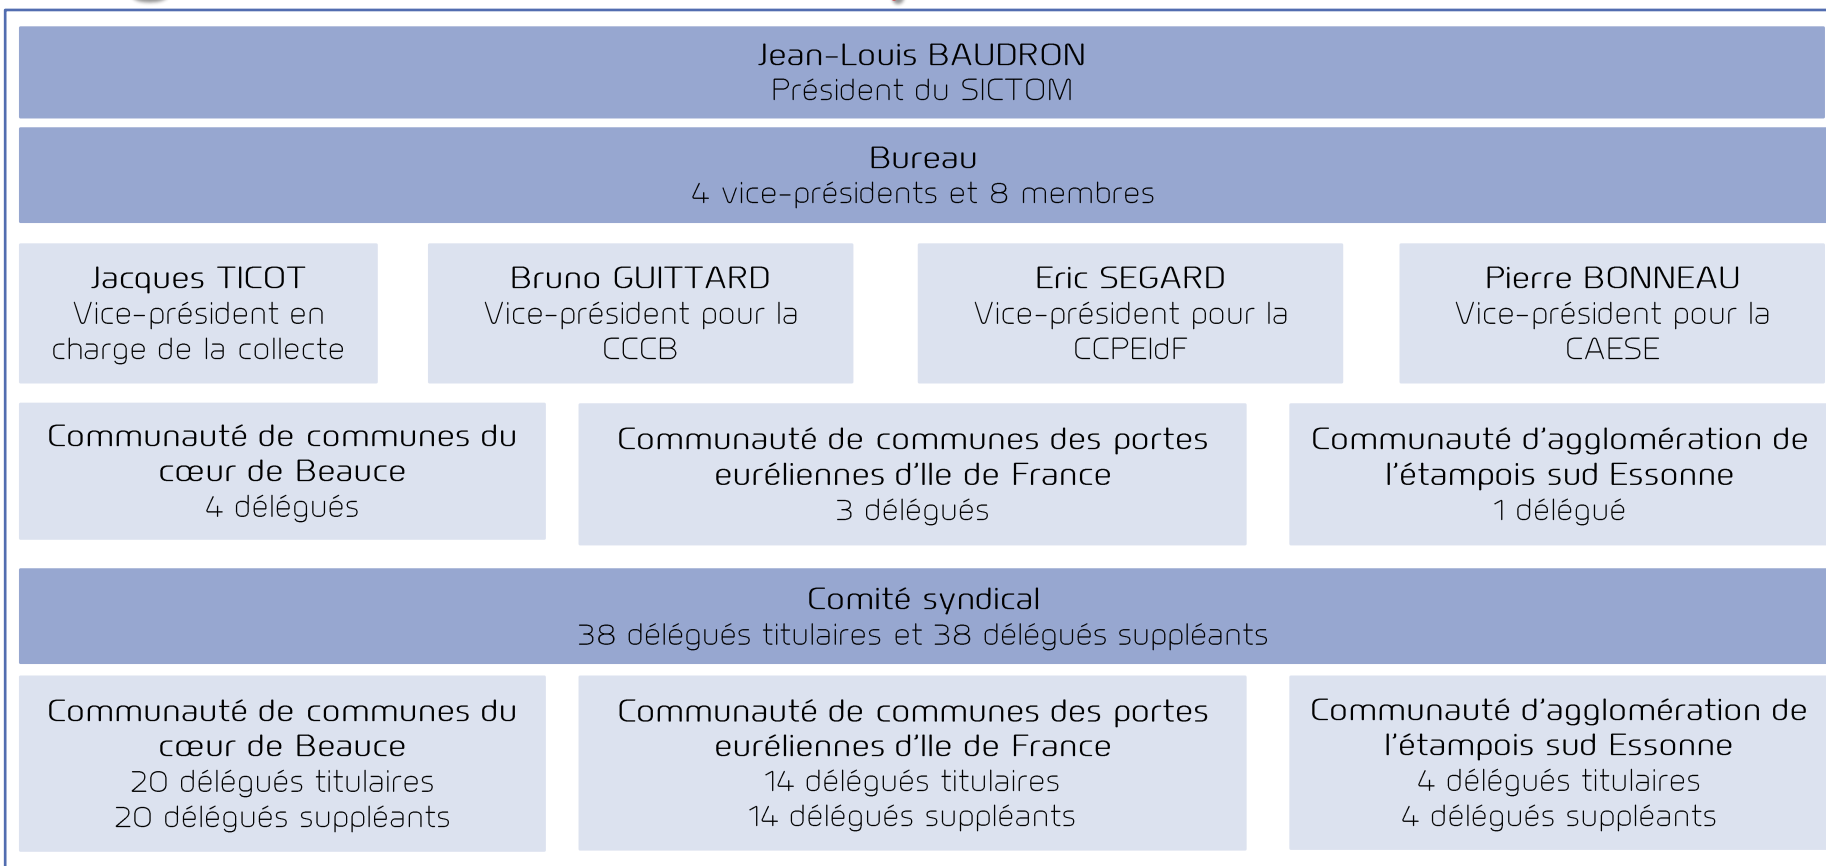 Jean-Louis BAUDRON
Président du SICTOM
Bureau
4 vice-présidents et 8 membres
Jacques TICOT
Vice-président en
charge de la collecte
Bruno GUITTARD
Vice-président pour la
CCCB
Eric SEGARD
Vice-président pour la
CCPEIdF
Pierre BONNEAU
Vice-président pour la
CAESE
Communauté de communes du
cœur de Beauce
4 délégués
Communauté de communes des portes
euréliennes d'Ile de France
3 délégués
Communauté d'agglomération de
l'étampois sud Essonne
1 délégué
Comité syndical
38 délégués titulaires et 38 délégués suppléants
Communauté de communes du
cœur de Beauce
20 délégués titulaires
20 délégués suppléants
Communauté de communes des portes
euréliennes d'Ile de France
14 délégués titulaires
14 délégués suppléants
Communauté d'agglomération de
l'étampois sud Essonne
4 délégués titulaires
4 délégués suppléants